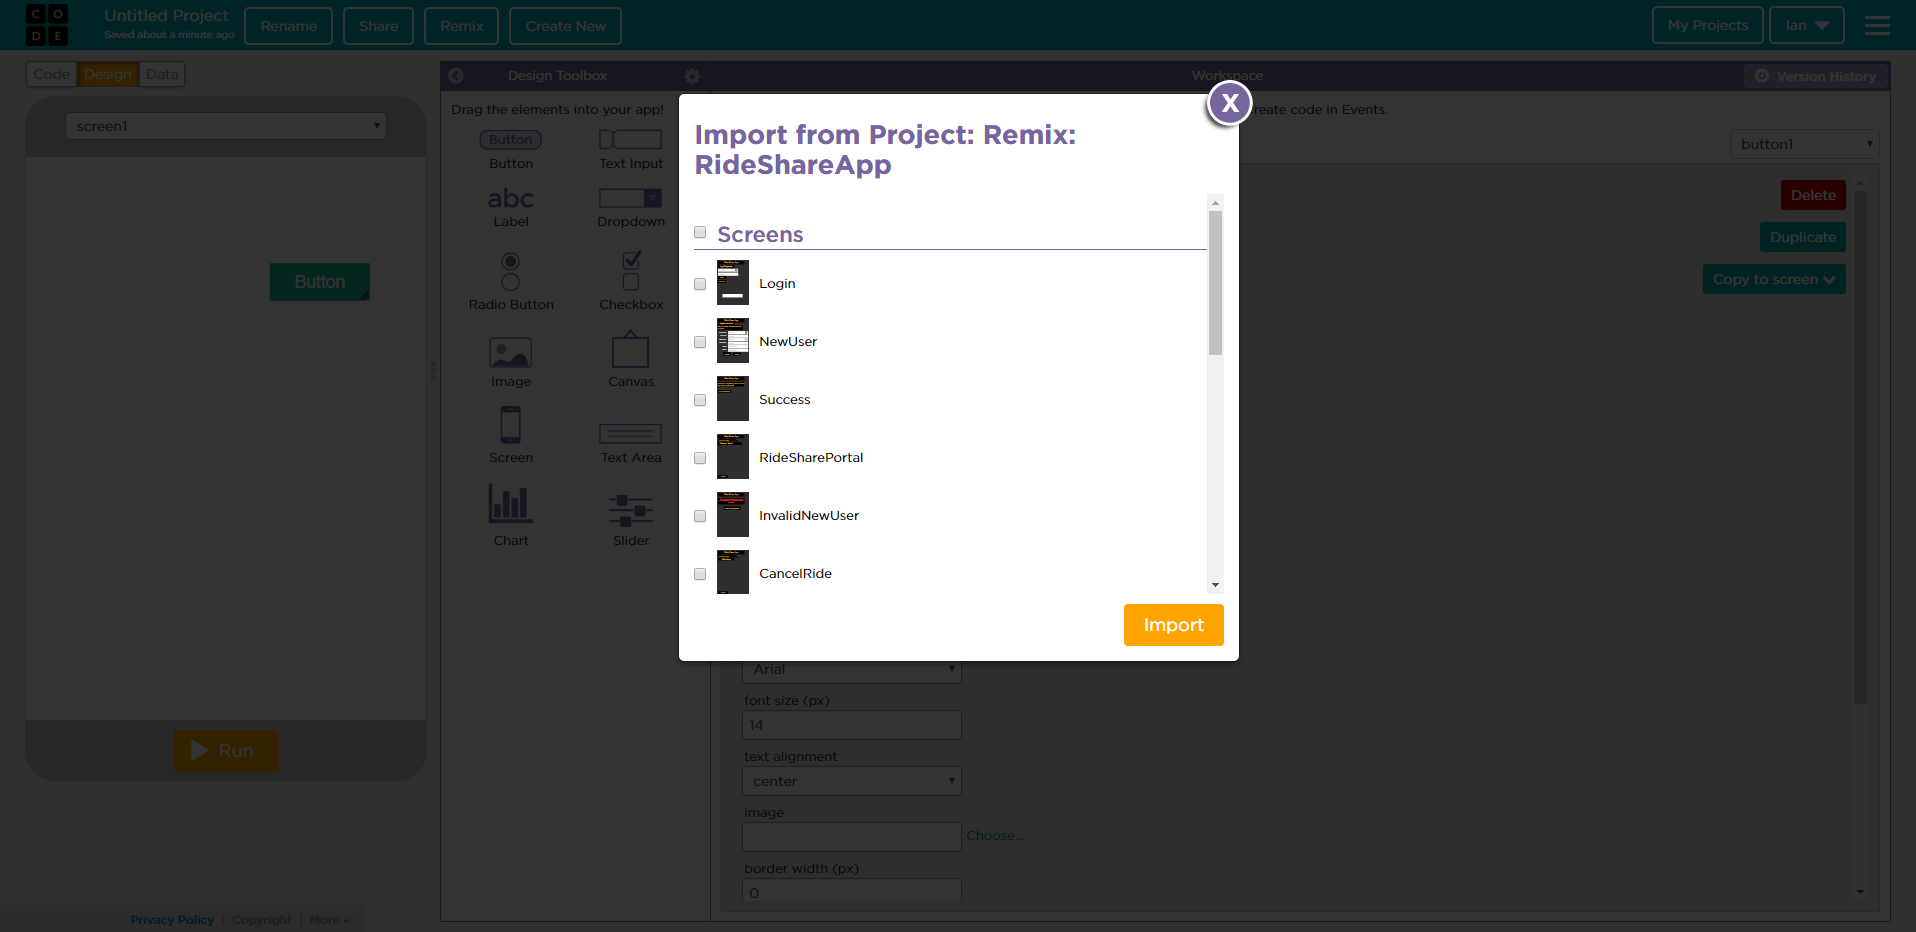 CODE
Untitled Project
Saved about a minute ago
Rename
Share
Remix
Create New
My Projects
Ian
Code
Design
Data
screen1
Button
Run
Design Toolbox
Drag the elements into your app!
Button
Button
Text Input
abc
Label
Dropdown
Radio Button
Checkbox
Image
Canvas
Screen
Text Area
Chart
Slider
Workspace
Version History
create code in Events.
button1
Delete
Duplicate
Copy to screen
X
Import from Project: Remix:
RideShareApp
Screens
Login
NewUser
Success
RideSharePortal
InvalidNewUser
CancelRide
Import
Arial
font size (px)
14
text alignment
center
image
Choose...
border width (px)
0
Privacy Policy | Copyright | More